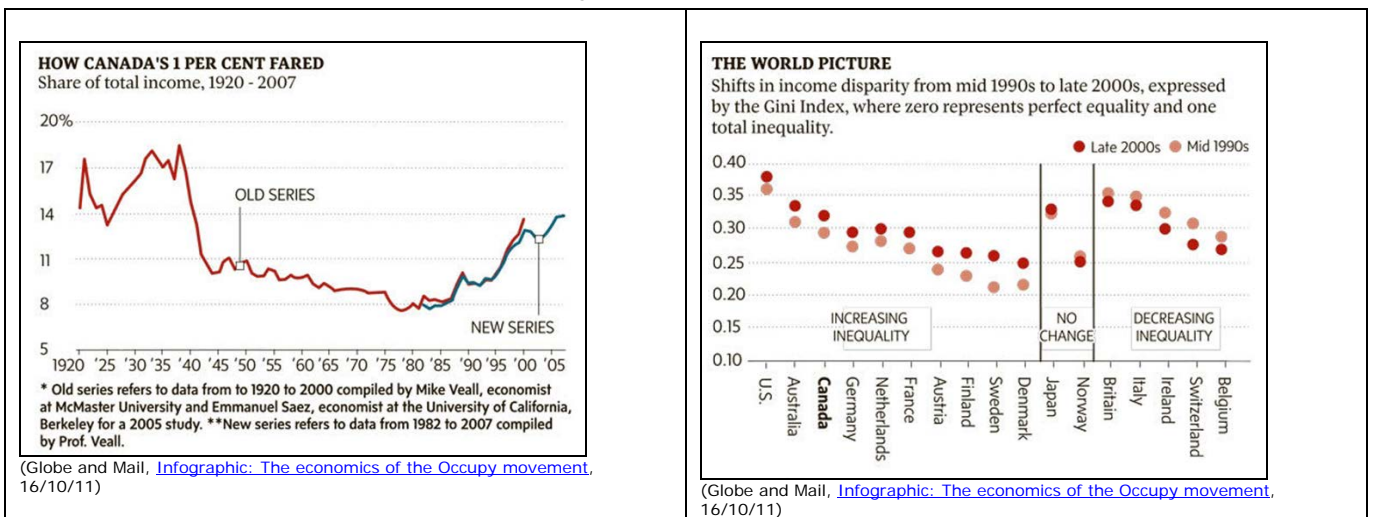 HOW CANADA'S 1 PER CENT FARED
Share of total income, 1920 - 2007
20%
17
14
11
8
5
OLD SERIES
NEW SERIES
1920 '25 '30 '35 '40 '45 '50 '55 '60 '65 '70 '75 '80 '85 '90 '95 '00 '05
* Old series refers to data from to 1920 to 2000 compiled by Mike Veall, economist
at McMaster University and Emmanuel Saez, economist at the University of California,
Berkeley for a 2005 study. **New series refers to data from 1982 to 2007 compiled
by Prof. Veall.
(Globe and Mail, Infographic: The economics of the Occupy movement,
16/10/11)
THE WORLD PICTURE
Shifts in income disparity from mid 1990s to late 2000s, expressed
by the Gini Index, where zero represents perfect equality and one
total inequality.
Late 2000s Mid 1990s
0.40
0.35
0.30
0.25
0.20
0.15
0.10
INCREASING
INEQUALITY
NO
CHANGE
DECREASING
INEQUALITY
U.S.
Australia
Canada
Germany
Netherlands
France
Austria
Finland
Sweden
Denmark
Japan
Norway
Britain
Italy
Ireland
Switzerland
Belgium
(Globe and Mail, Infographic: The economics of the Occupy movement,
16/10/11)